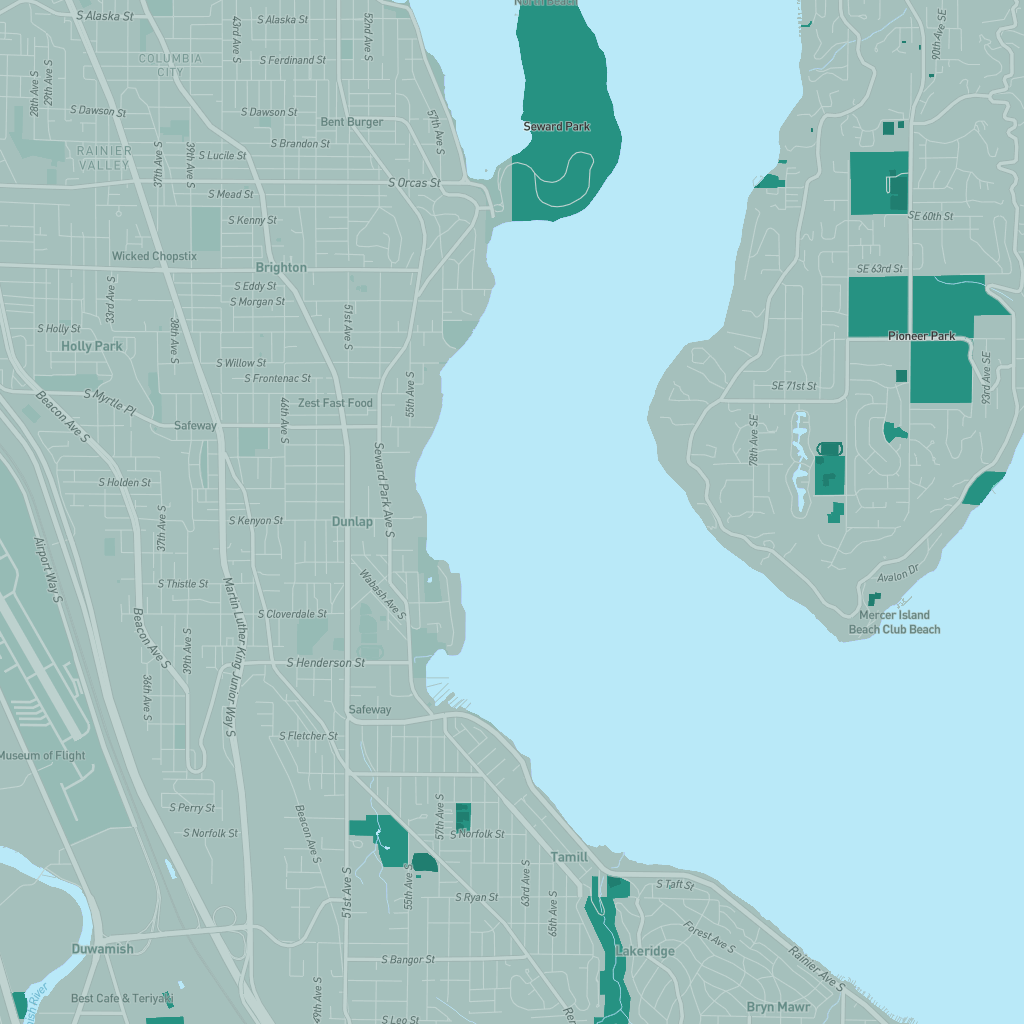 North Beach
S Alaska St
S Alaska St
43rd Ave S
52nd Ave S
90th Ave SE
COLUMBIA
CITY
S Ferdinand St
28th Ave S
29th Ave S
S Dawson St
S Dawson St
Bent Burger
57th Ave S
Seward Park
S Brandon St
RAINIER
VALLEY
37th Ave S
39th Ave S
S Lucile St
S Orcas St
S Mead St
S Kenny St
SE 60th St
Wicked Chopstix
Brighton
SE 63rd St
33rd Ave S
S Eddy St
S Morgan St
51st Ave S
S Holly St
38th Ave S
Holly Park
Pioneer Park
S Willow St
S Frontenac St
93rd Ave SE
SE 71st St
55th Ave S
S Myrtle Pl
Beacon Ave S
Zest Fast Food
46th Ave S
Safeway
78th Ave SE
Seward Park Ave S
S Holden St
37th Ave S
S Kenyon St
Dunlap
Airport Way S
S Thistle St
Wabash Ave S
Avalon Dr
Martin Luther King Junior Way S
Beacon Ave S
S Cloverdale St
Mercer Island
Beach Club Beach
39th Ave S
S Henderson St
36th Ave S
Safeway
S Fletcher St
Museum of Flight
S Perry St
Beacon Ave S
57th Ave S
S Norfolk St
S Norfolk St
Tamill
51st Ave S
55th Ave S
63rd Ave S
S Taft St
S Ryan St
65th Ave S
Forest Ave S
Duwamish
Lakeridge
S Bangor St
Rainier Ave S
Best Cafe & Teriyaki
49th Ave S
Bryn Mawr
S Leo St